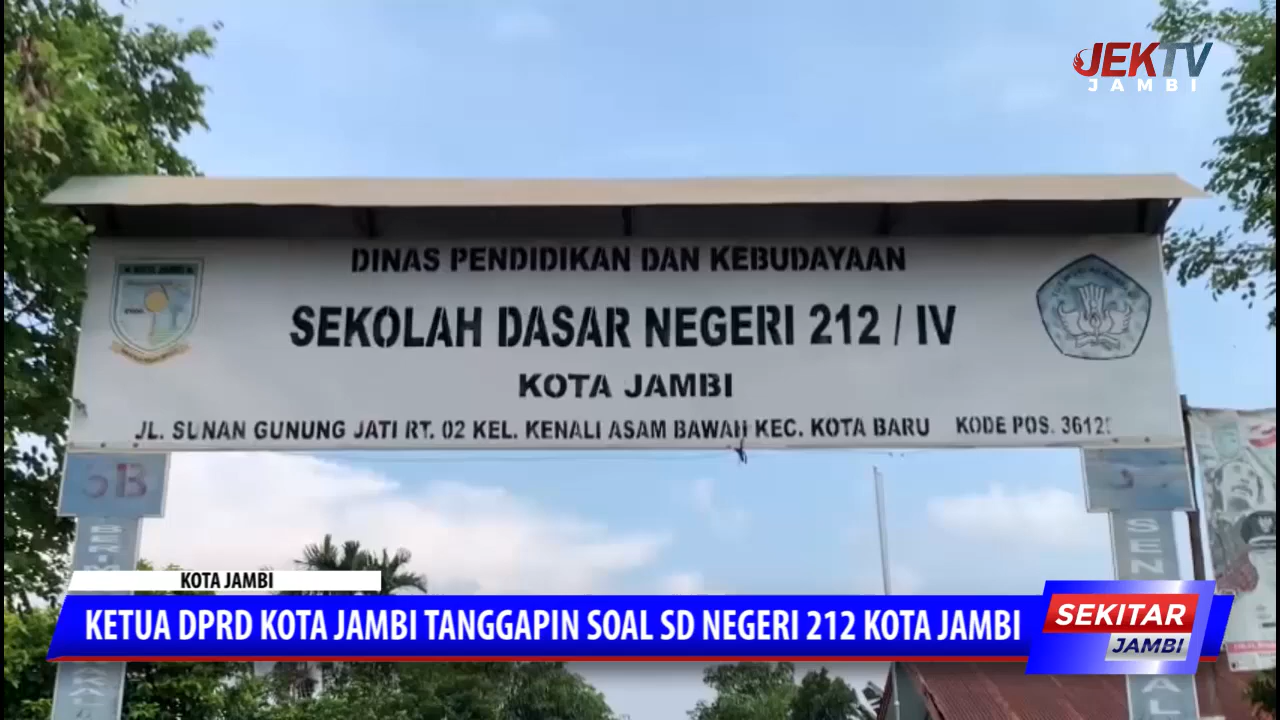 JEKTV
JAMBI
DINAS PENDIDIKAN DAN KEBUDAYAAN
KOTA JAMBI
SEKOLAH DASAR NEGERI 212 / IV
KOTA JAMBI
JL. SUNAN GUNUNG JATI RT. 02 KEL. KENALI ASAM BAWAH KEC. KOTA BARU KODE POS.
KOTA JAMBI
KETUA DPRD KOTA JAMBI TANGGAPIN SOAL SD NEGERI 212 KOTA JAMBI
SEKITAR
JAMBI